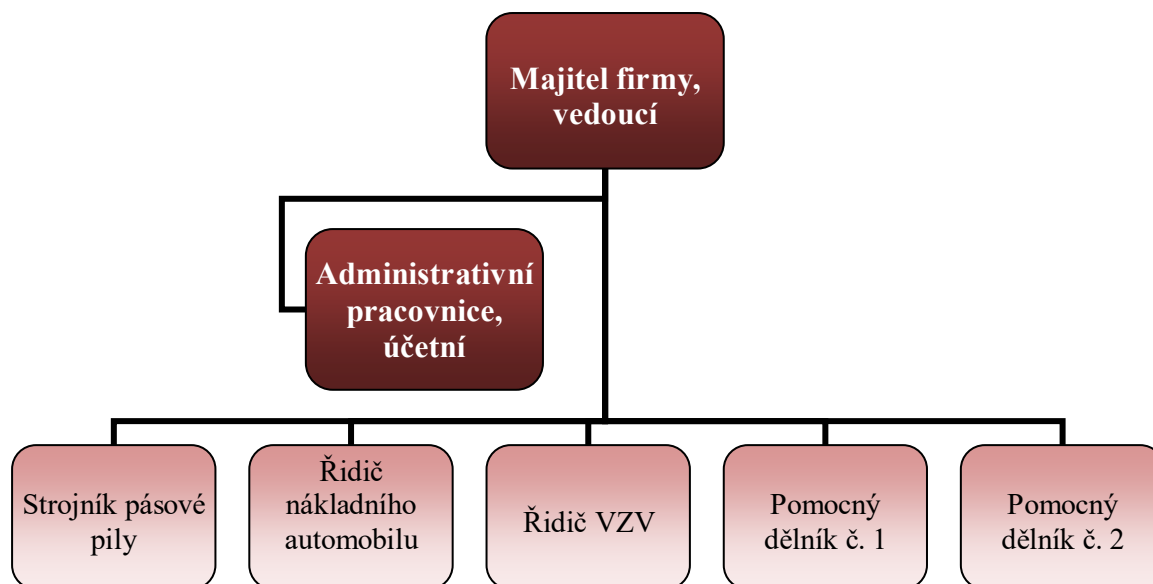 Majitel firmy,
vedoucí
Administrativní
pracovnice,
účetní
Strojník pásové
pily
Řidič
nákladního
automobilu
Řidič VZV
Pomocný
dělník č. 1
Pomocný
dělník č. 2